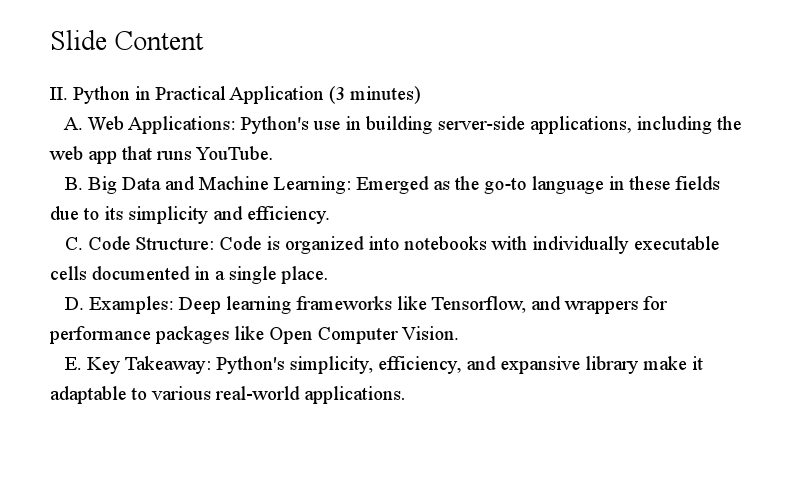 Slide Content
II. Python in Practical Application (3 minutes)
A. Web Applications: Python's use in building server-side applications, including the
web app that runs YouTube.
B. Big Data and Machine Learning: Emerged as the go-to language in these fields
due to its simplicity and efficiency.
C. Code Structure: Code is organized into notebooks with individually executable
cells documented in a single place.
D. Examples: Deep learning frameworks like Tensorflow, and wrappers for
performance packages like Open Computer Vision.
E. Key Takeaway: Python's simplicity, efficiency, and expansive library make it
adaptable to various real-world applications.